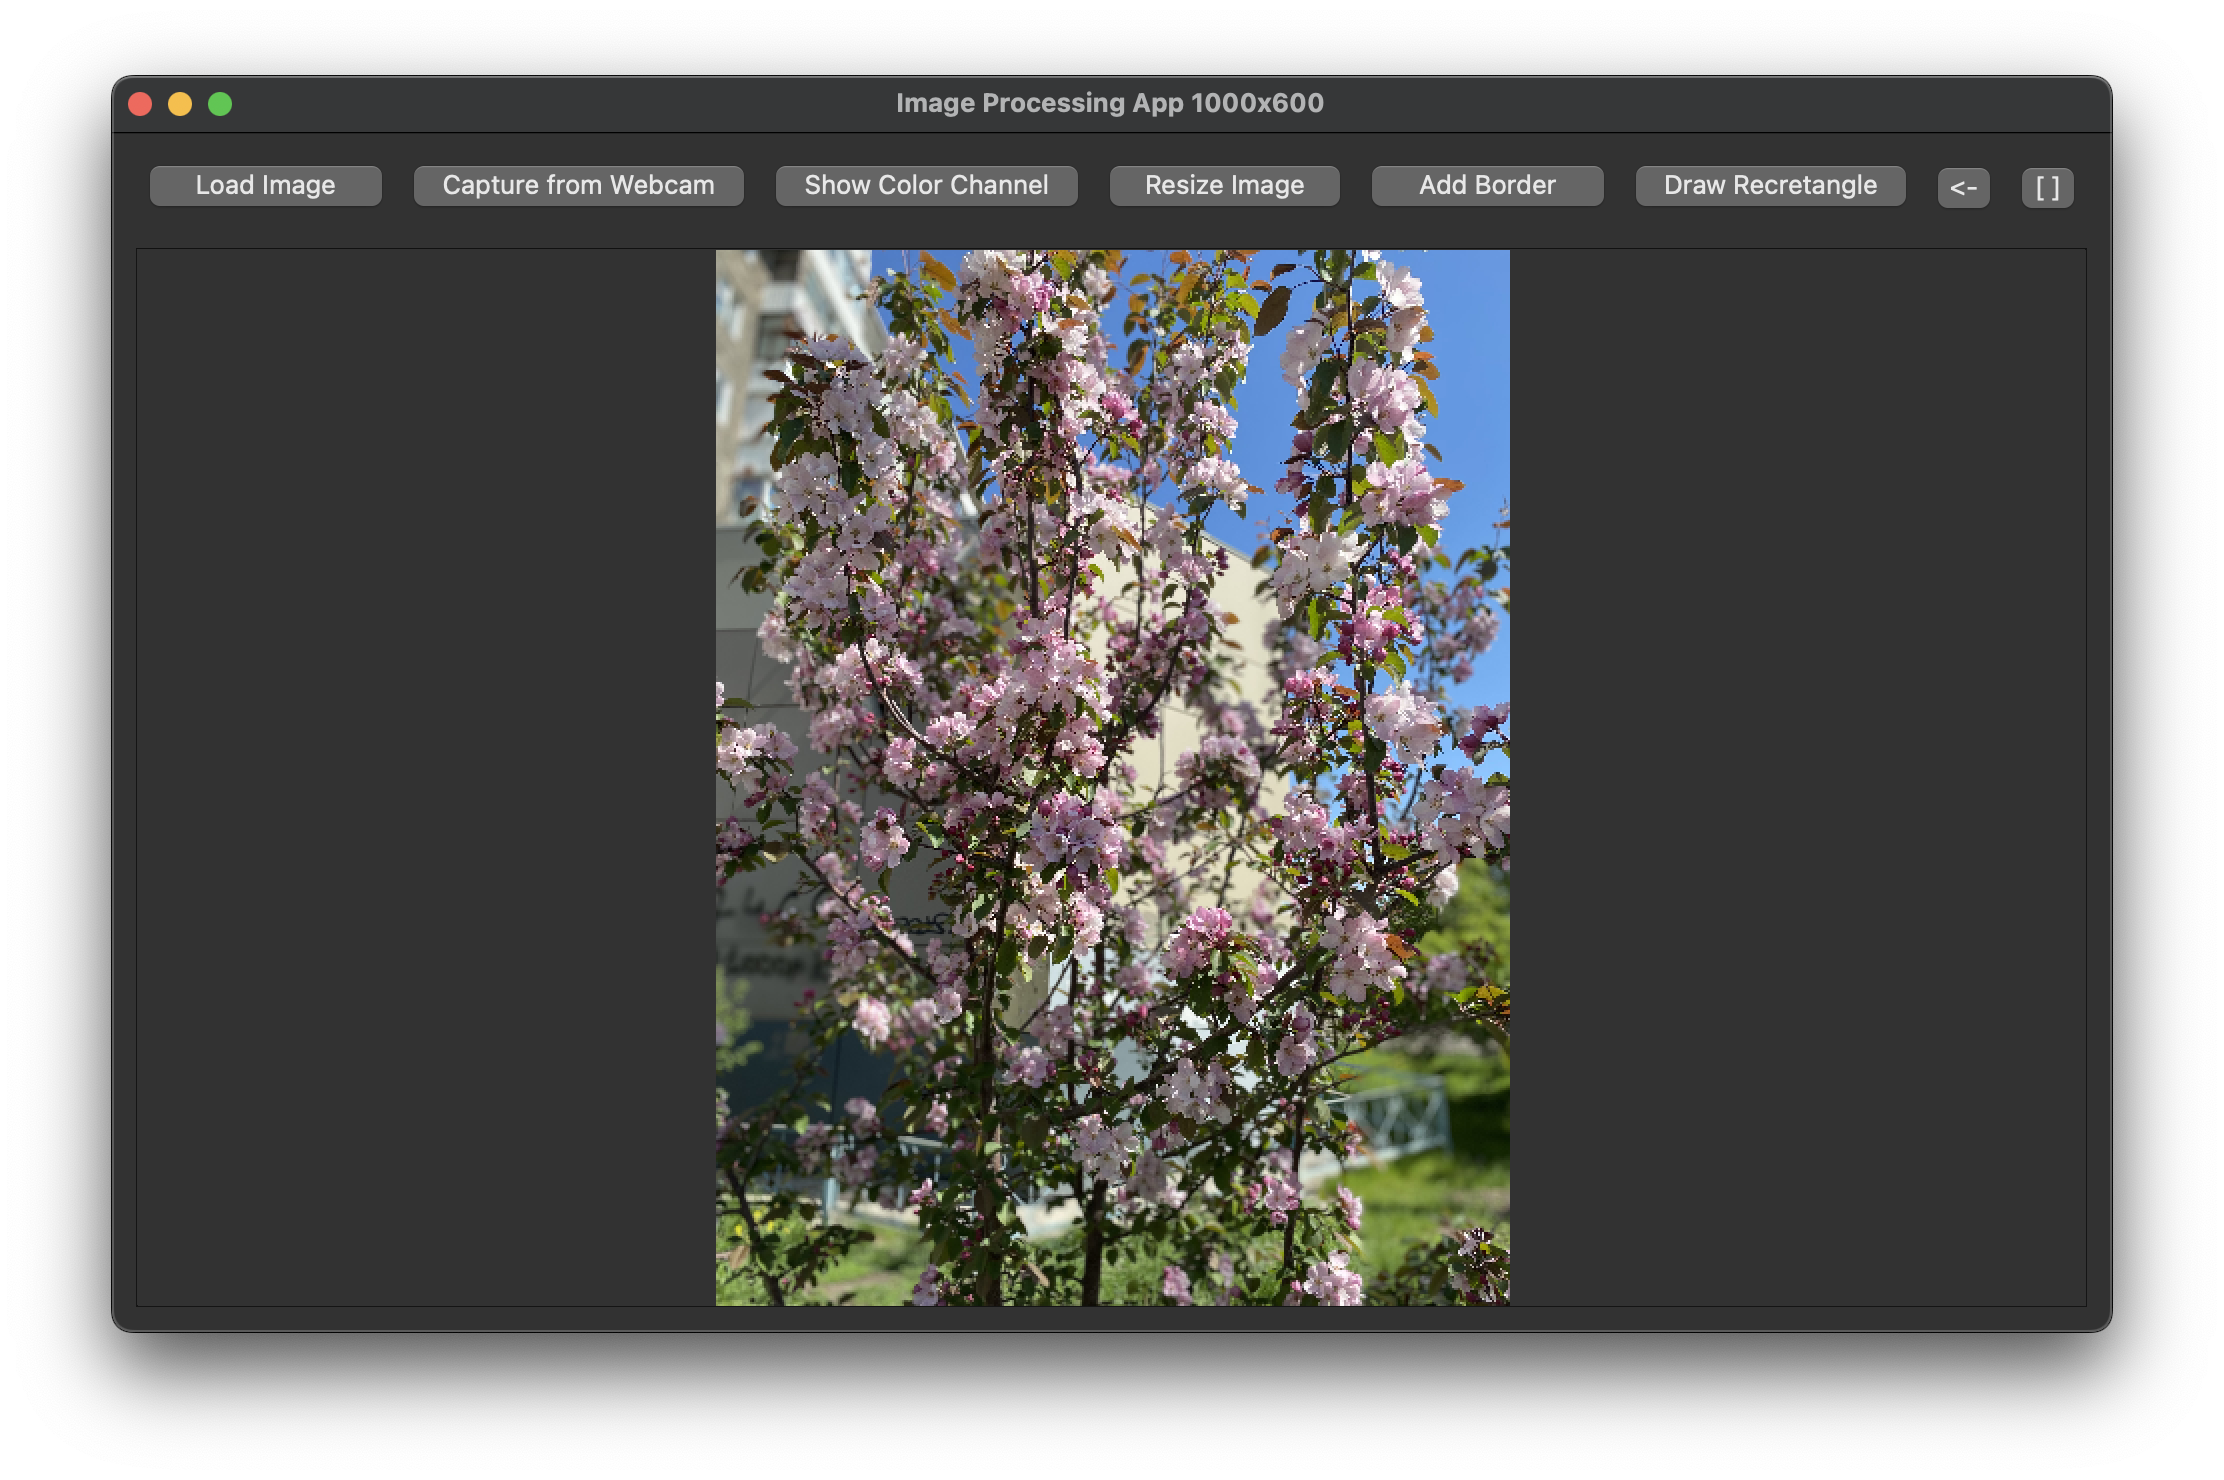 Image Processing App 1000x600
Load Image
Capture from Webcam
Show Color Channel
Resize Image
Add Border
Draw Recretangle
<-
[ ]